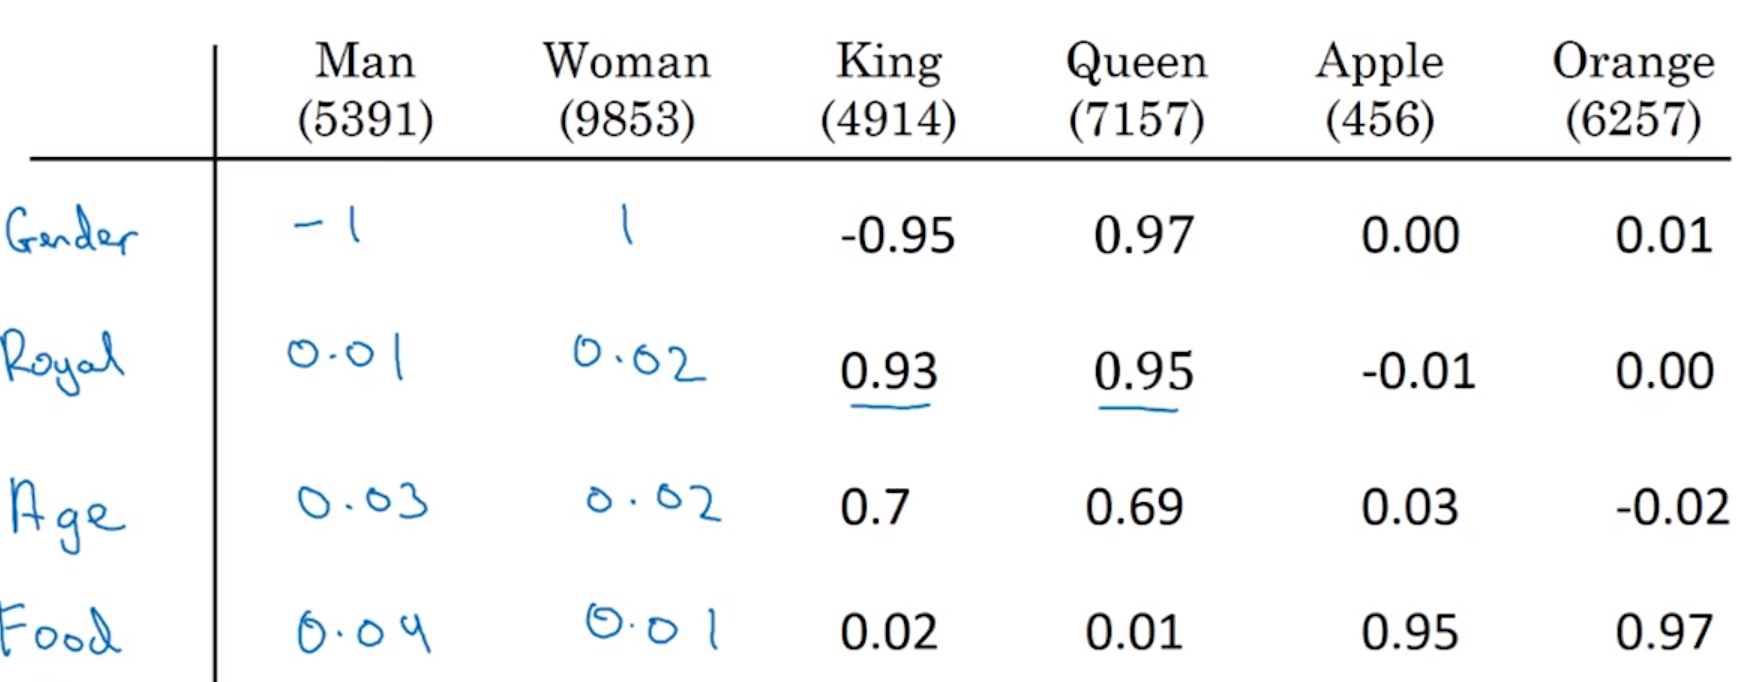 Man Woman King Queen Apple Orange
(5391) (9853) (4914) (7157) (456) (6257)
Gender -1 1 -0.95 0.97 0.00 0.01
Royal 0.01 0.02 0.93 0.95 -0.01 0.00
Age 0.03 0.02 0.7 0.69 0.03 -0.02
Food 0.04 0.01 0.02 0.01 0.95 0.97